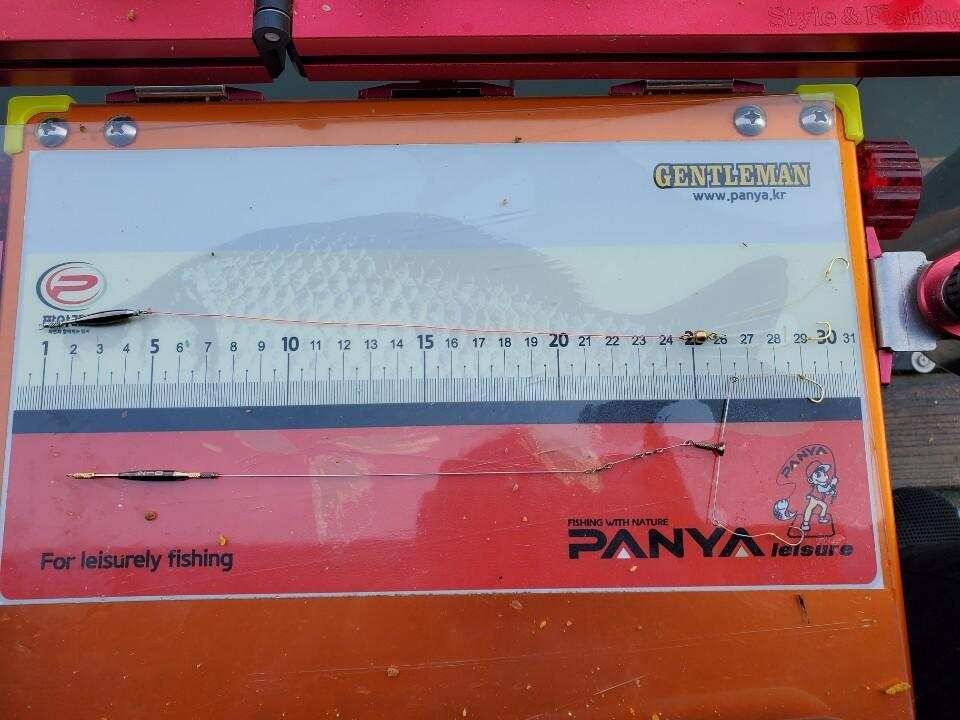 Style & Fishing
GENTLEMAN
www.panya.kr
P
1 2 3 4 5 6 7 8 9 10 11 12 13 14 15 16 17 18 19 20 21 22 23 24 25 26 27 28 29 30 31
PANYA
FISHING WITH NATURE
PANYA leisure
For leisurely fishing